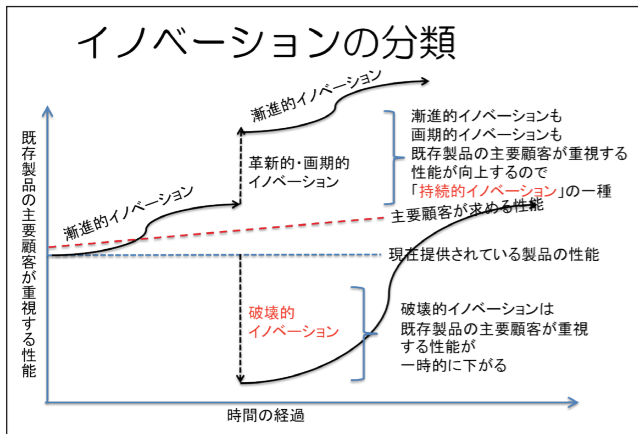 イノベーションの分類
漸進的イノベーション
漸進的イノベーションも
画期的イノベーションも
既存製品の主要顧客が重視する
性能が向上するので
「持続的イノベーション」の一種
革新的・画期的
イノベーション
漸進的イノベーション
主要顧客が求める性能
現在提供されている製品の性能
破壊的
イノベーション
破壊的イノベーションは
既存製品の主要顧客が重視
する性能が
一時的に下がる
既存製品の主要顧客が重視する性能
時間の経過